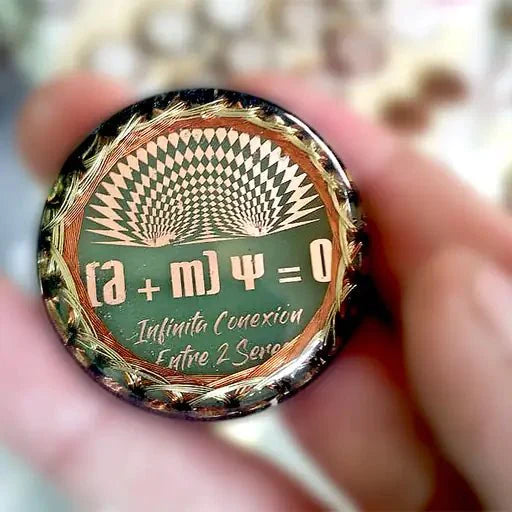 (∂ + m) ψ = 0
Infinita Conexión
Entre 2 Seres